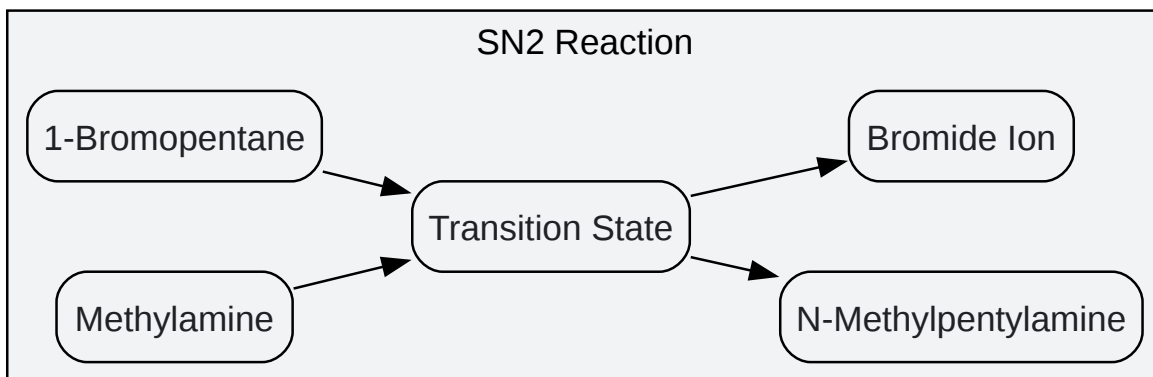 SN2 Reaction
1-Bromopentane
Bromide Ion
Transition State
Methylamine
N-Methylpentylamine